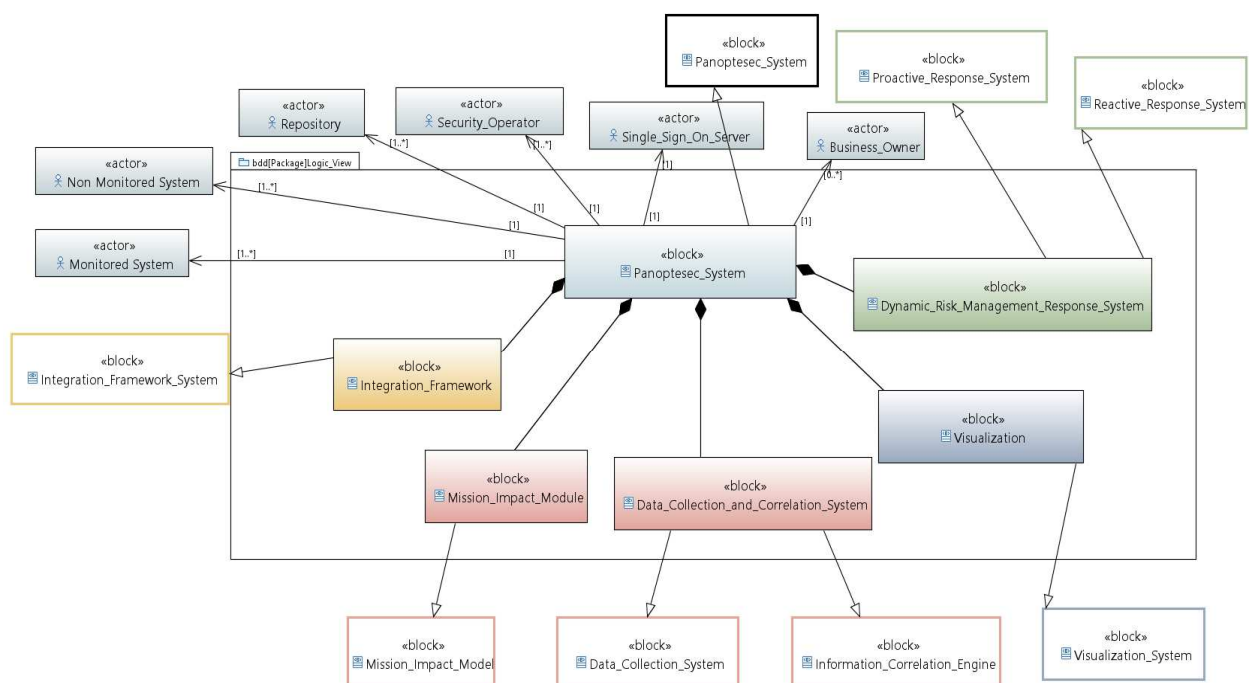 «block»
Panoptesec_System
«block»
Proactive_Response_System
«block»
Reactive_Response_System
«actor»
Repository
«actor»
Security_Operator
«actor»
Single_Sign_On_Server
«actor»
Business_Owner
[1..*]
[1..*]
[1]
[0..*]
«actor»
Non Monitored System
bdd[Package]Logic_View
[1..*]
[1]
[1]
[1]
[1]
[1]
«actor»
Monitored System
[1..*]
[1]
«block»
Panoptesec_System
«block»
Dynamic_Risk_Management_Response_System
«block»
Integration_Framework_System
«block»
Integration_Framework
«block»
Visualization
«block»
Mission_Impact_Module
«block»
Data_Collection_and_Correlation_System
«block»
Mission_Impact_Model
«block»
Data_Collection_System
«block»
Information_Correlation_Engine
«block»
Visualization_System